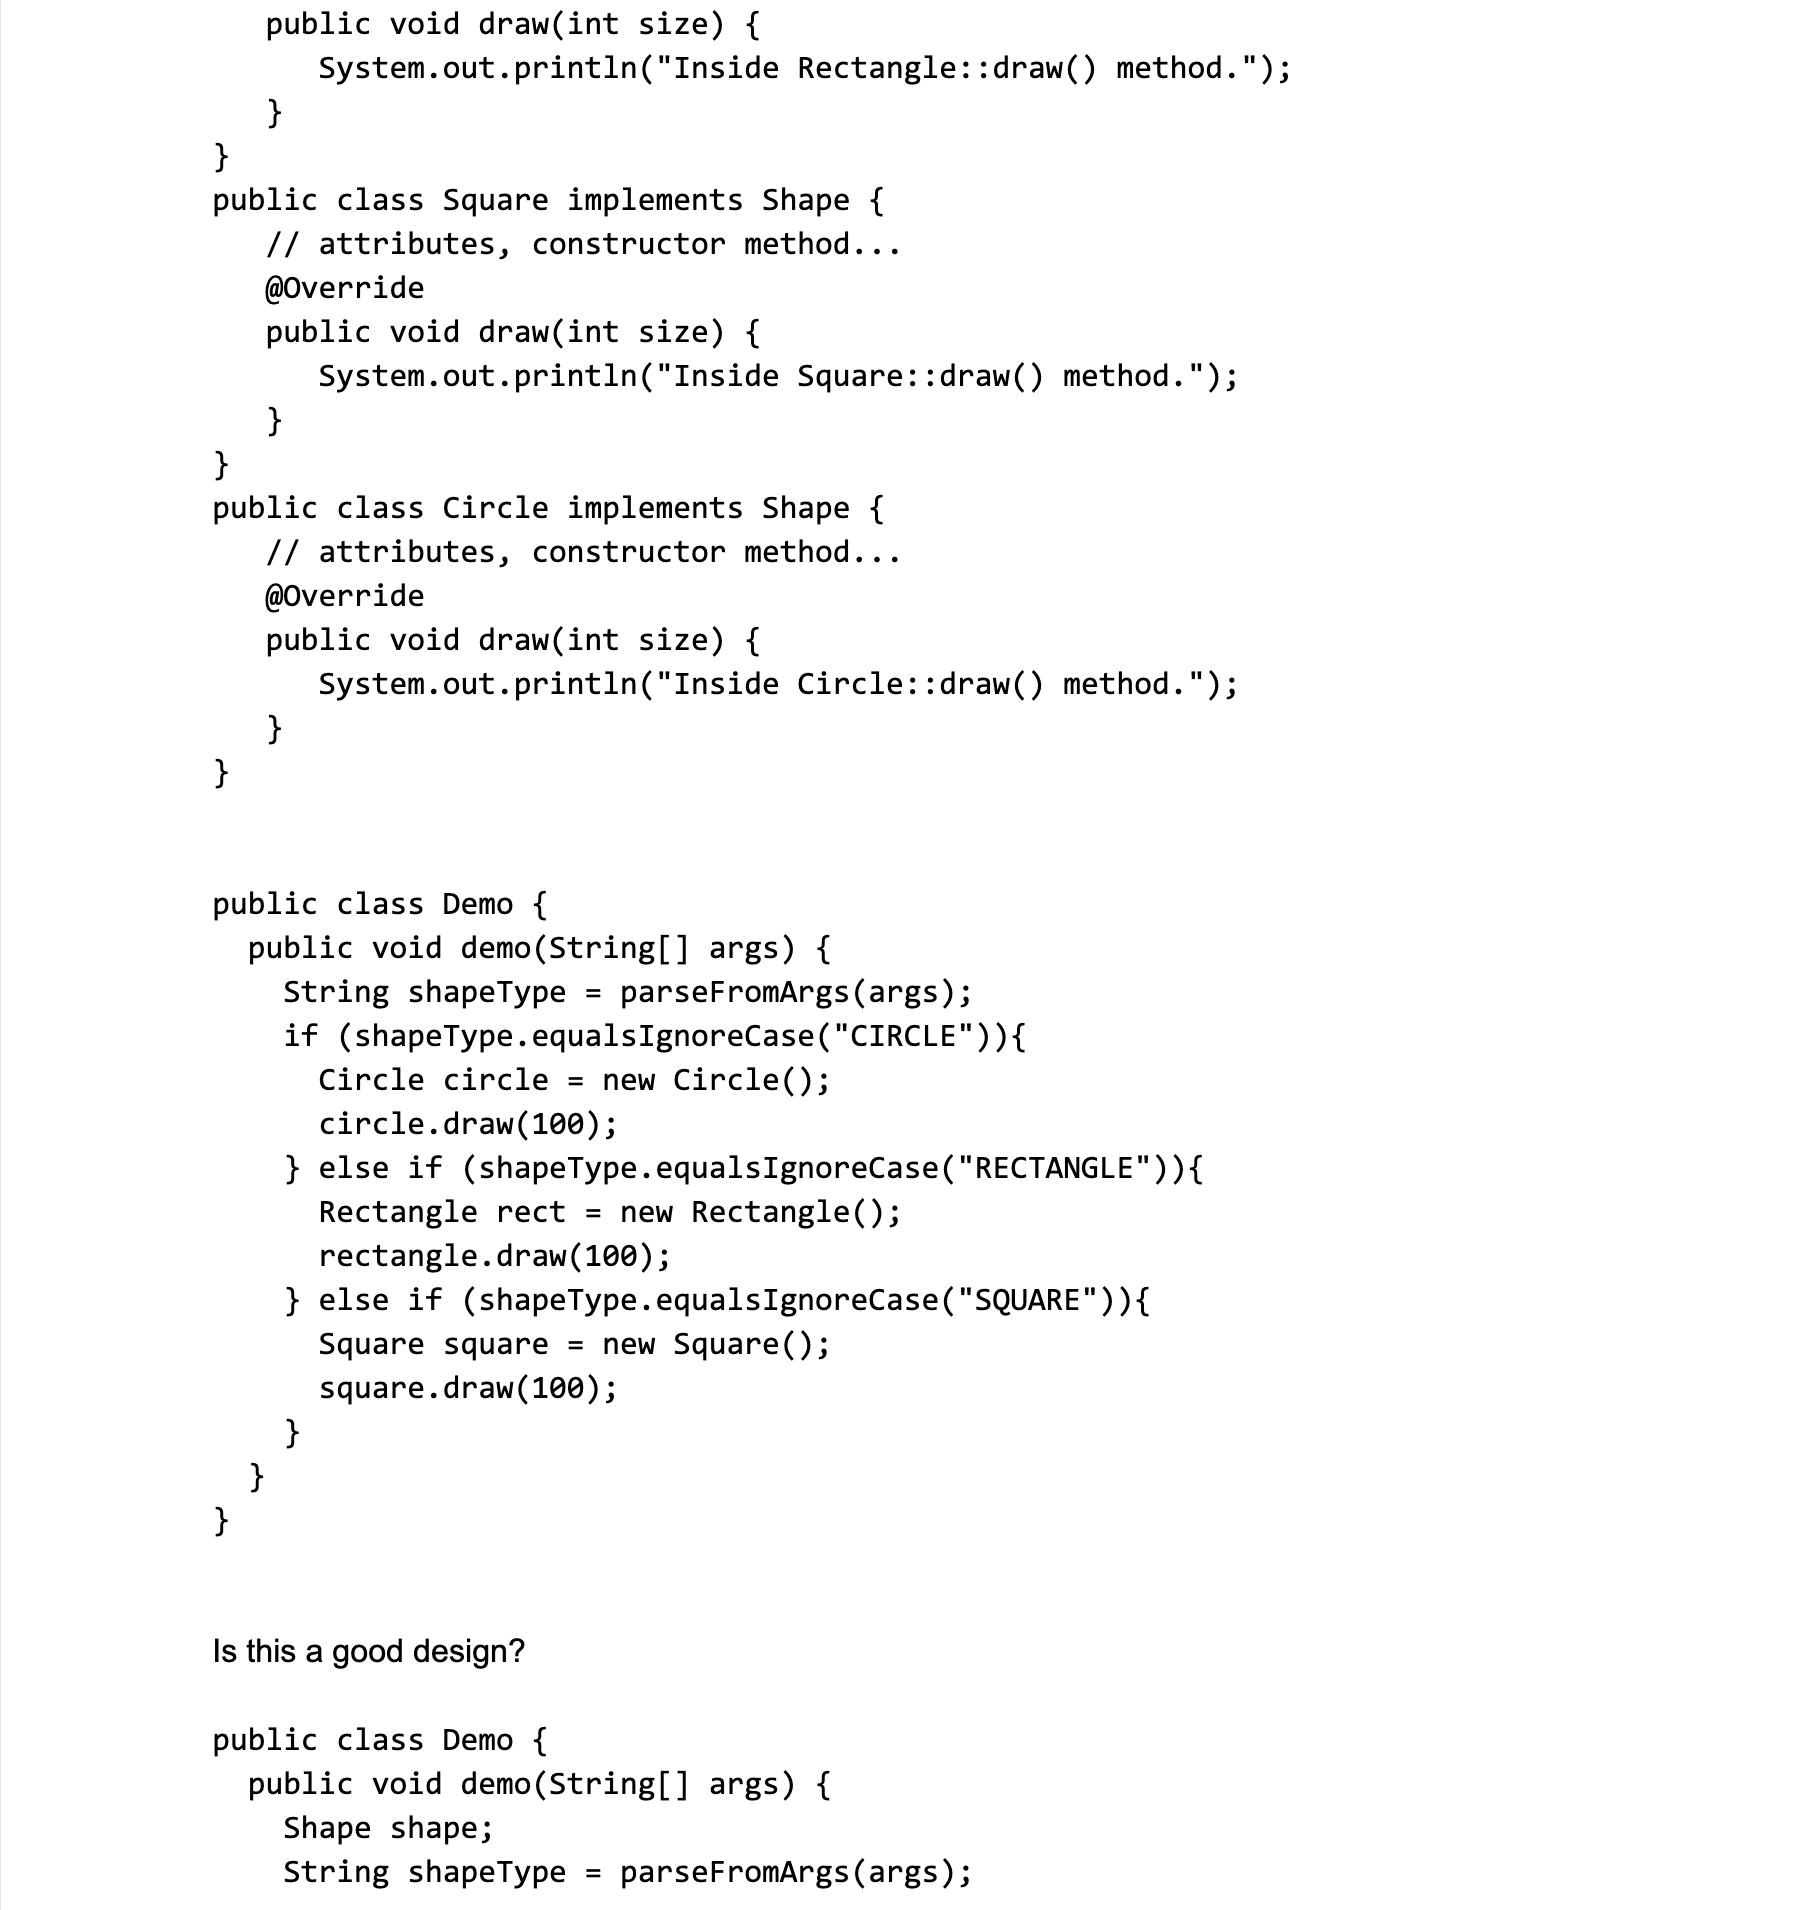 public void draw(int size) {
System.out.println("Inside Rectangle::draw() method.");
}
}
public class Square implements Shape {
// attributes, constructor method...
@Override
public void draw(int size) {
System.out.println("Inside Square::draw() method.");
}
}
public class Circle implements Shape {
// attributes, constructor method...
@Override
public void draw(int size) {
System.out.println("Inside Circle::draw() method.");
}
}
public class Demo {
public void demo(String[] args) {
String shapeType = parseFromArgs(args);
if (shapeType.equalsIgnoreCase("CIRCLE")){
Circle circle = new Circle();
circle.draw(100);
} else if (shapeType.equalsIgnoreCase("RECTANGLE")){
Rectangle rect = new Rectangle();
rectangle.draw(100);
} else if (shapeType.equalsIgnoreCase("SQUARE")){
Square square = new Square();
square.draw(100);
}
}
}
Is this a good design?
public class Demo {
public void demo(String[] args) {
Shape shape;
String shapeType = parseFromArgs(args);